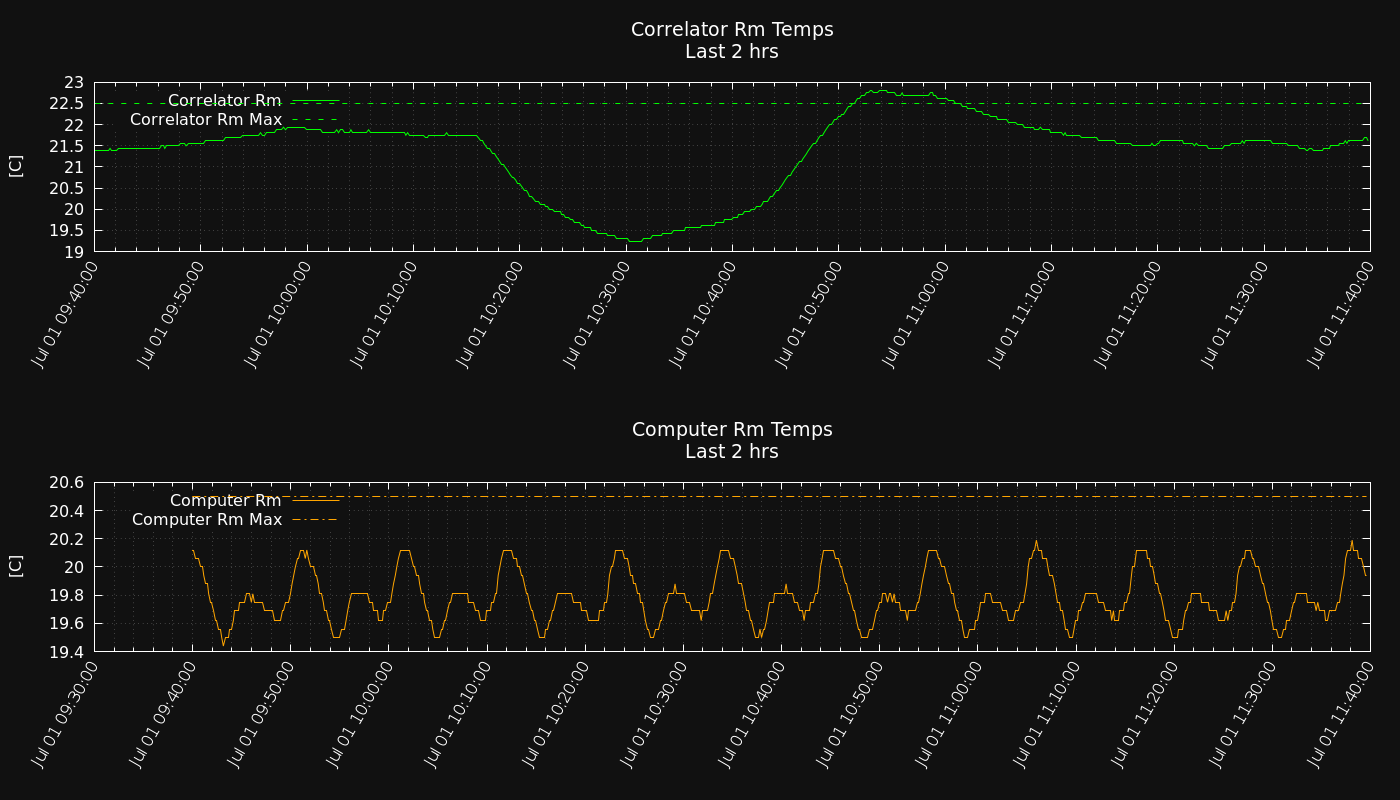 Correlator Rm Temps
Last 2 hrs
[C]
23
22.5
22
21.5
21
20.5
20
19.5
19
Correlator Rm
Correlator Rm Max
Jul 01 09:40:00
Jul 01 09:50:00
Jul 01 10:00:00
Jul 01 10:10:00
Jul 01 10:20:00
Jul 01 10:30:00
Jul 01 10:40:00
Jul 01 10:50:00
Jul 01 11:00:00
Jul 01 11:10:00
Jul 01 11:20:00
Jul 01 11:30:00
Jul 01 11:40:00
Computer Rm Temps
Last 2 hrs
[C]
20.6
20.4
20.2
20
19.8
19.6
19.4
Computer Rm
Computer Rm Max
Jul 01 09:30:00
Jul 01 09:40:00
Jul 01 09:50:00
Jul 01 10:00:00
Jul 01 10:10:00
Jul 01 10:20:00
Jul 01 10:30:00
Jul 01 10:40:00
Jul 01 10:50:00
Jul 01 11:00:00
Jul 01 11:10:00
Jul 01 11:20:00
Jul 01 11:30:00
Jul 01 11:40:00